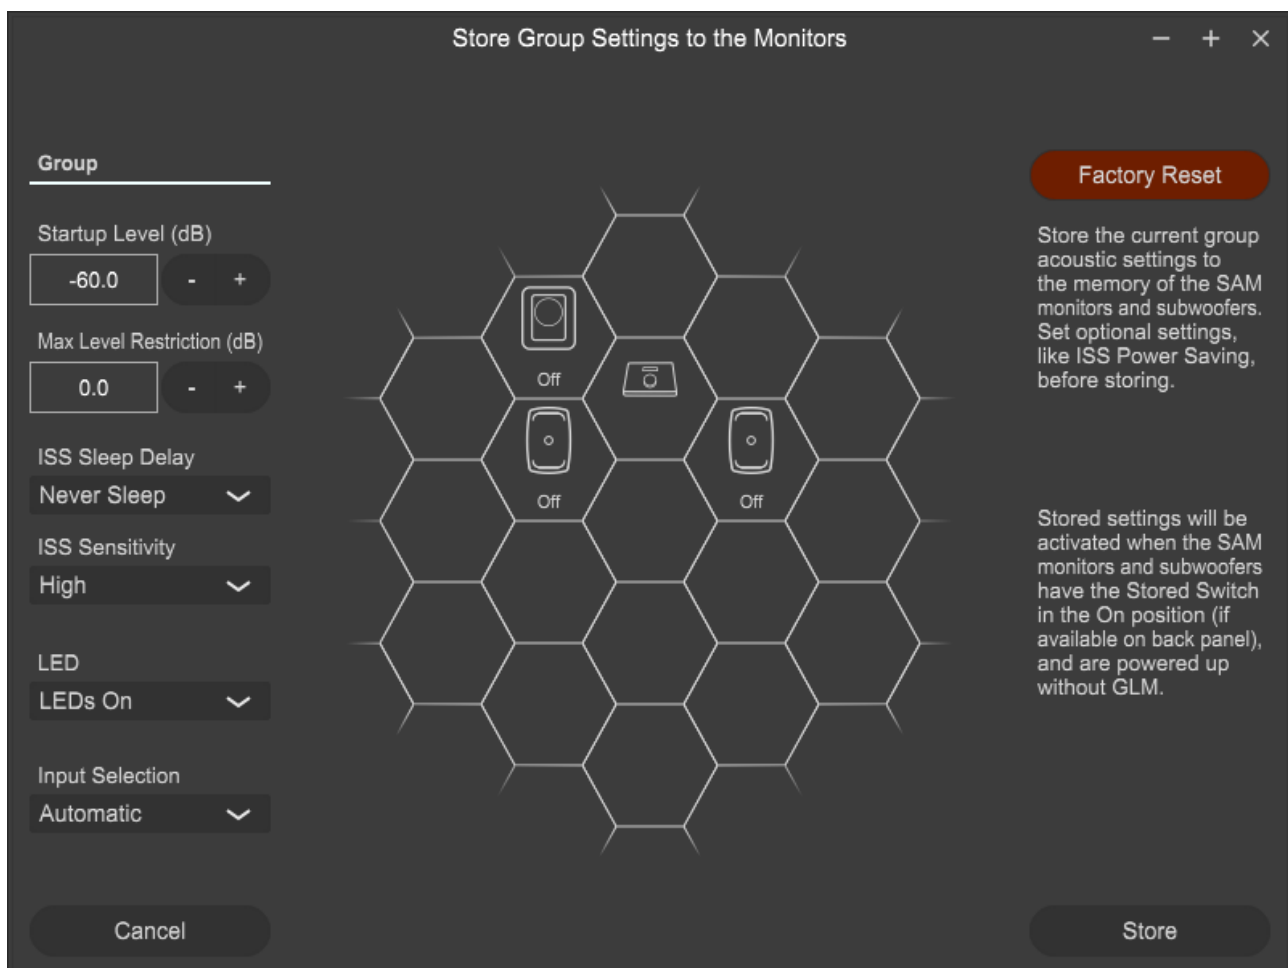 Store Group Settings to the Monitors
Group
Startup Level (dB)
-60.0 - +
Max Level Restriction (dB)
0.0 - +
ISS Sleep Delay
Never Sleep
ISS Sensitivity
High
LED
LEDs On
Input Selection
Automatic
Cancel
Off
Off
Off
Factory Reset
Store the current group
acoustic settings to
the memory of the SAM
monitors and subwoofers.
Set optional settings,
like ISS Power Saving,
before storing.
Stored settings will be
activated when the SAM
monitors and subwoofers
have the Stored Switch
in the On position (if
available on back panel),
and are powered up
without GLM.
Store